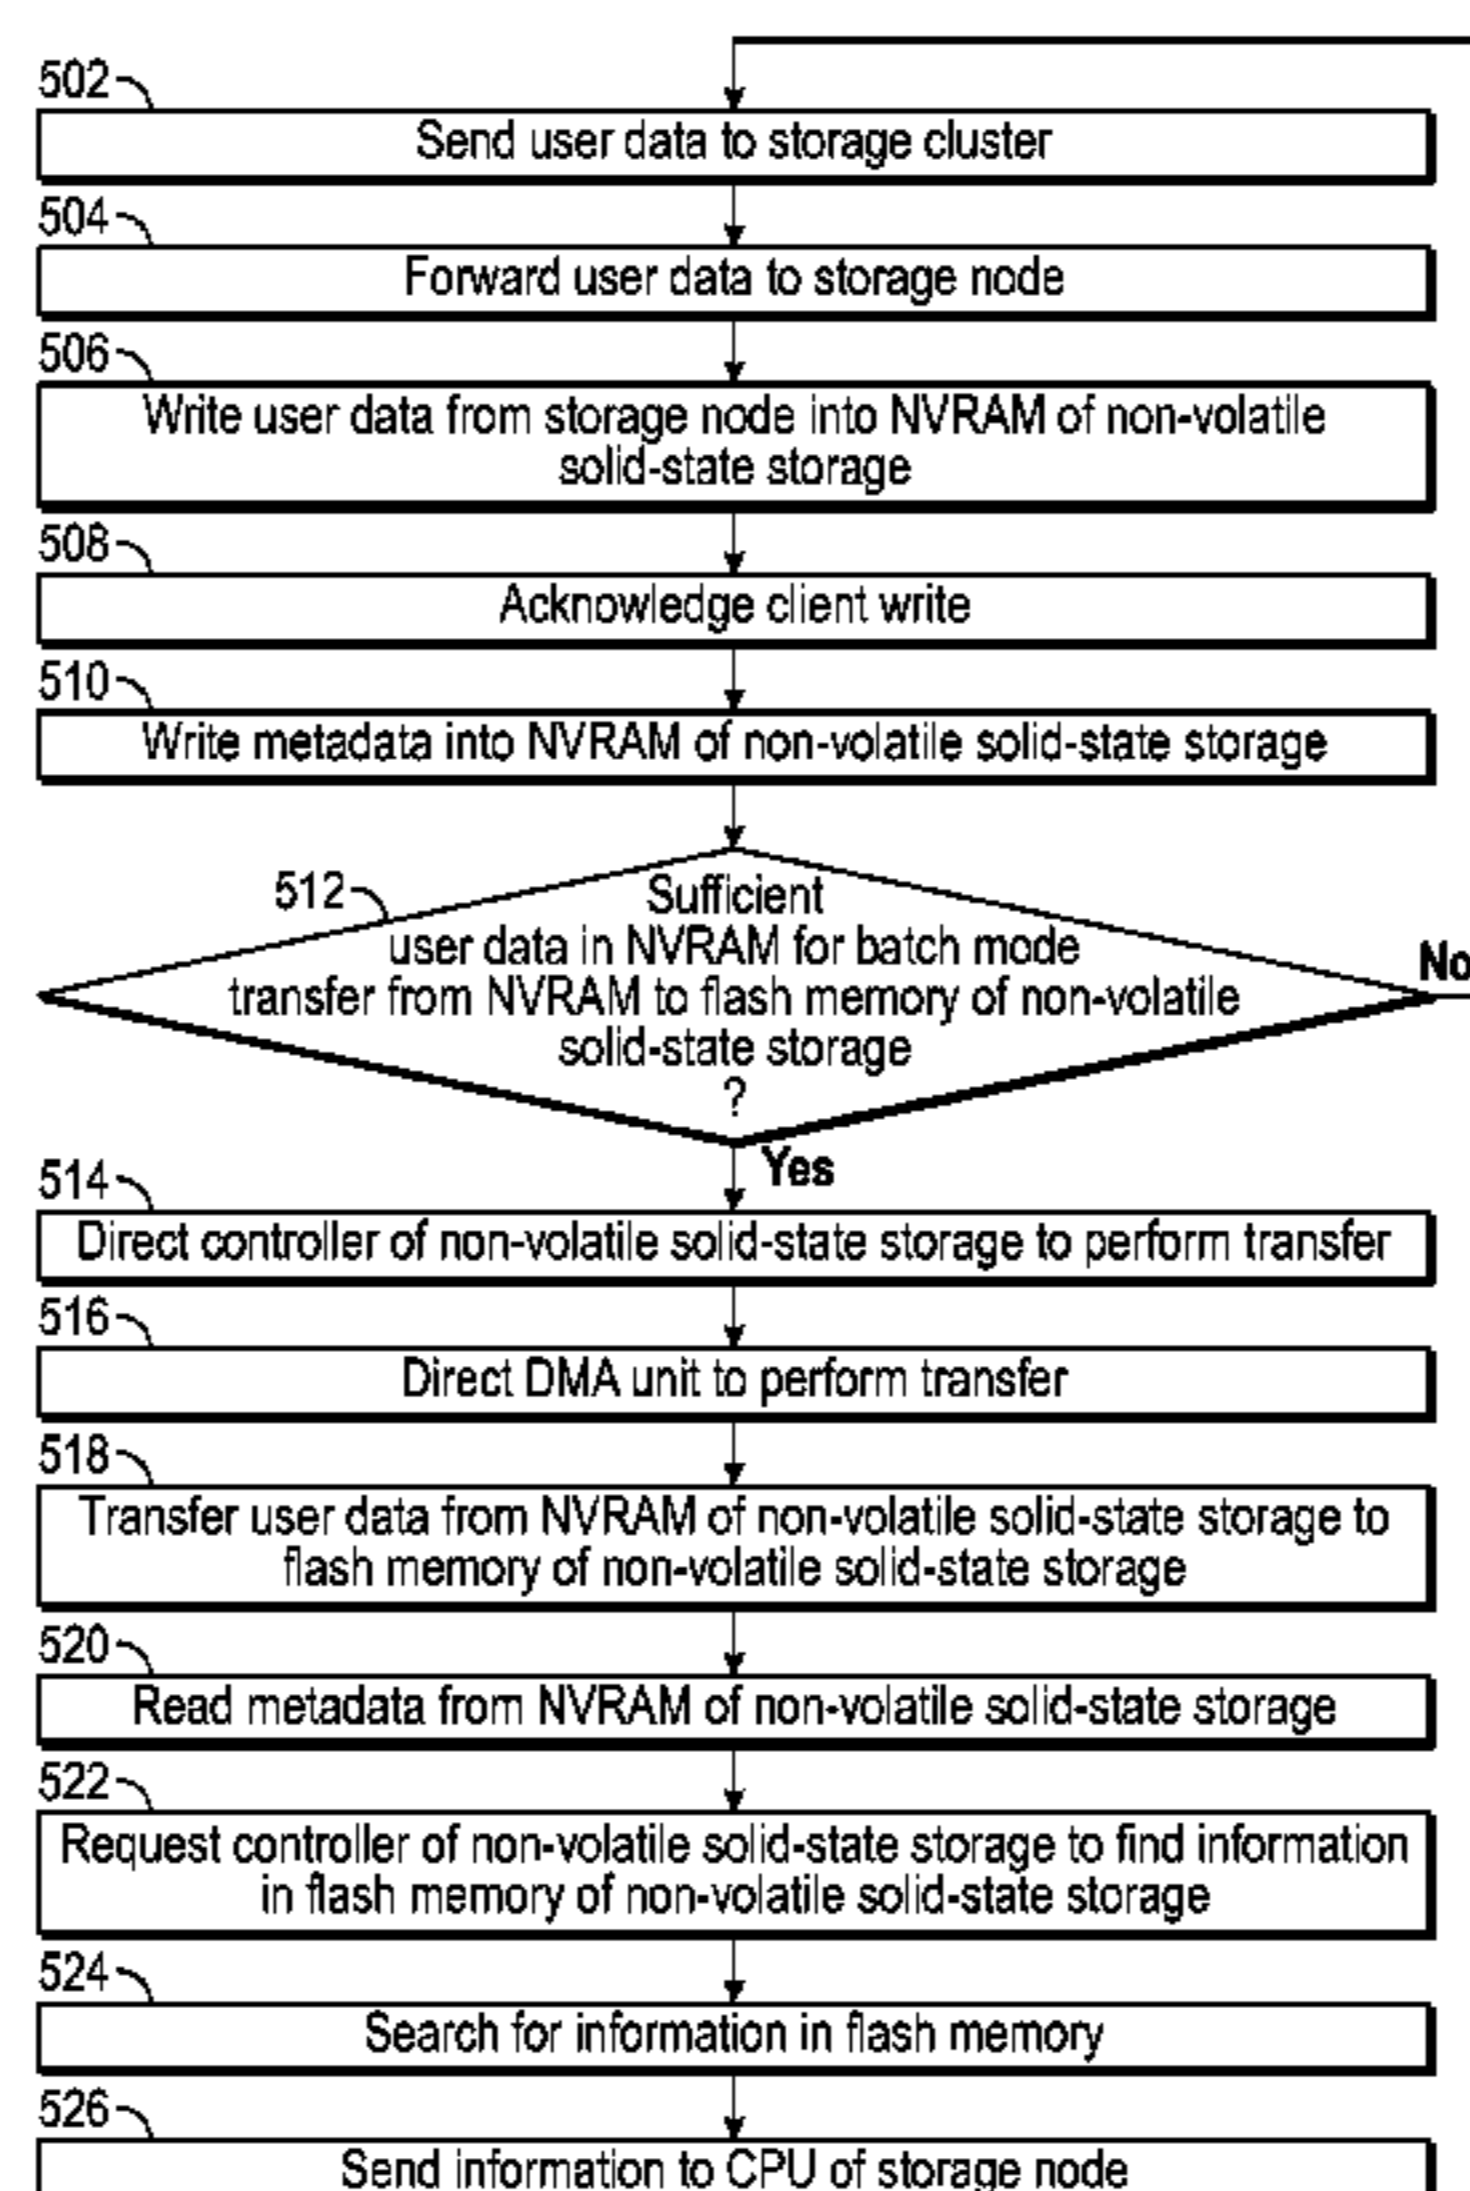 502
Send user data to storage cluster
504
Forward user data to storage node
506
Write user data from storage node into NVRAM of non-volatile
solid-state storage
508
Acknowledge client write
510
Write metadata into NVRAM of non-volatile solid-state storage
512
Sufficient
user data in NVRAM for batch mode
transfer from NVRAM to flash memory of non-volatile
solid-state storage
?
No
Yes
514
Direct controller of non-volatile solid-state storage to perform transfer
516
Direct DMA unit to perform transfer
518
Transfer user data from NVRAM of non-volatile solid-state storage to
flash memory of non-volatile solid-state storage
520
Read metadata from NVRAM of non-volatile solid-state storage
522
Request controller of non-volatile solid-state storage to find information
in flash memory of non-volatile solid-state storage
524
Search for information in flash memory
526
Send information to CPU of storage node